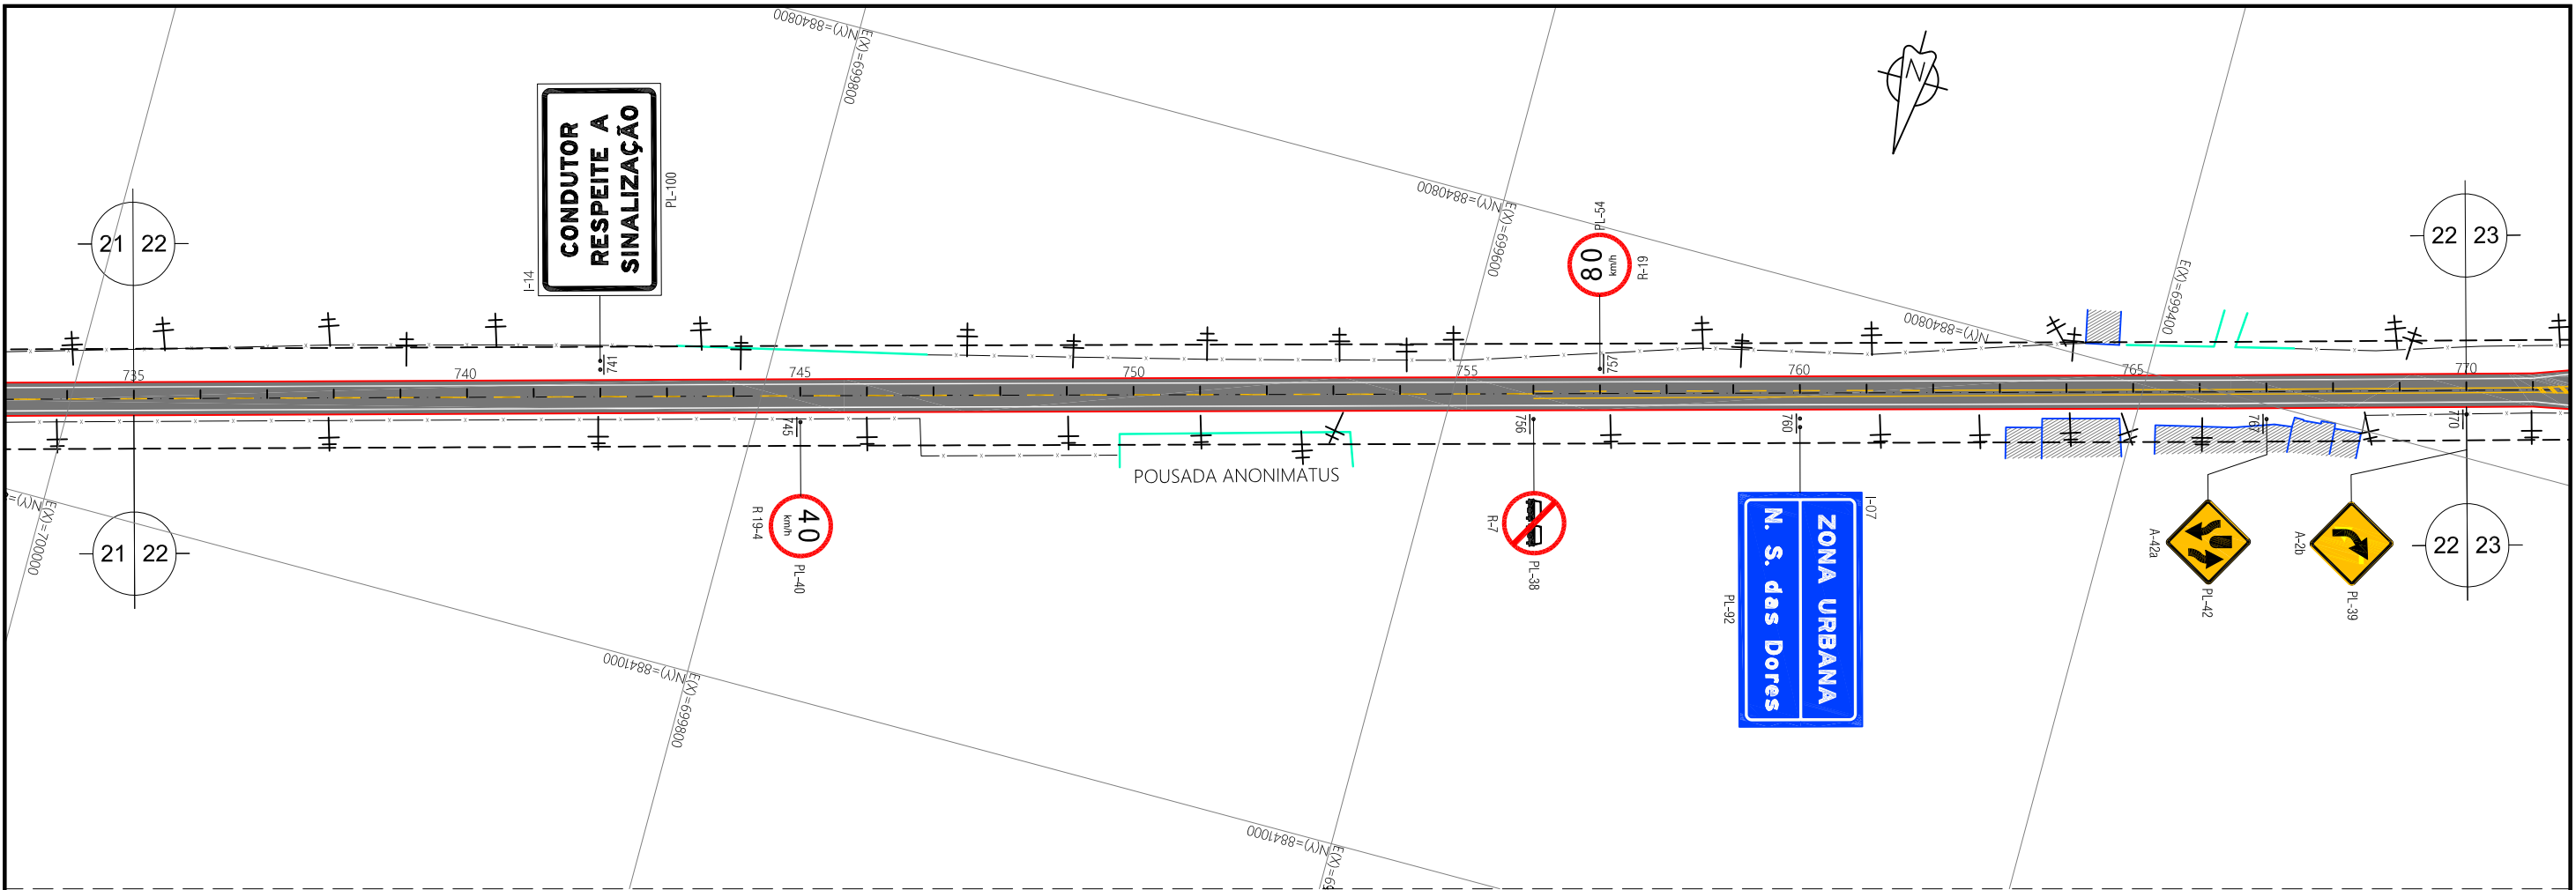 N(Y)=8840800
E(X)=699800
N
CONDUTOR
RESPEITE A
SINALIZAÇÃO
PL-100
I-14
N(Y)=8840800
E(X)=699600
PL-54
80
km/h
R-19
21 22
22 23
E(X)=699400
N(Y)=8840800
741
757
735
740
745
750
755
760
765
770
745
756
760
770
POUSADA ANONIMATUS
E(X)=700000
21 22
R19-4
40
km/h
PL-40
R-7
PL-38
I-07
ZONA URBANA
N. S. das Dores
PL-92
A-42a
PL-42
A-2b
PL-39
22 23
N(Y)=8841000
E(X)=699800
N(Y)=8841000